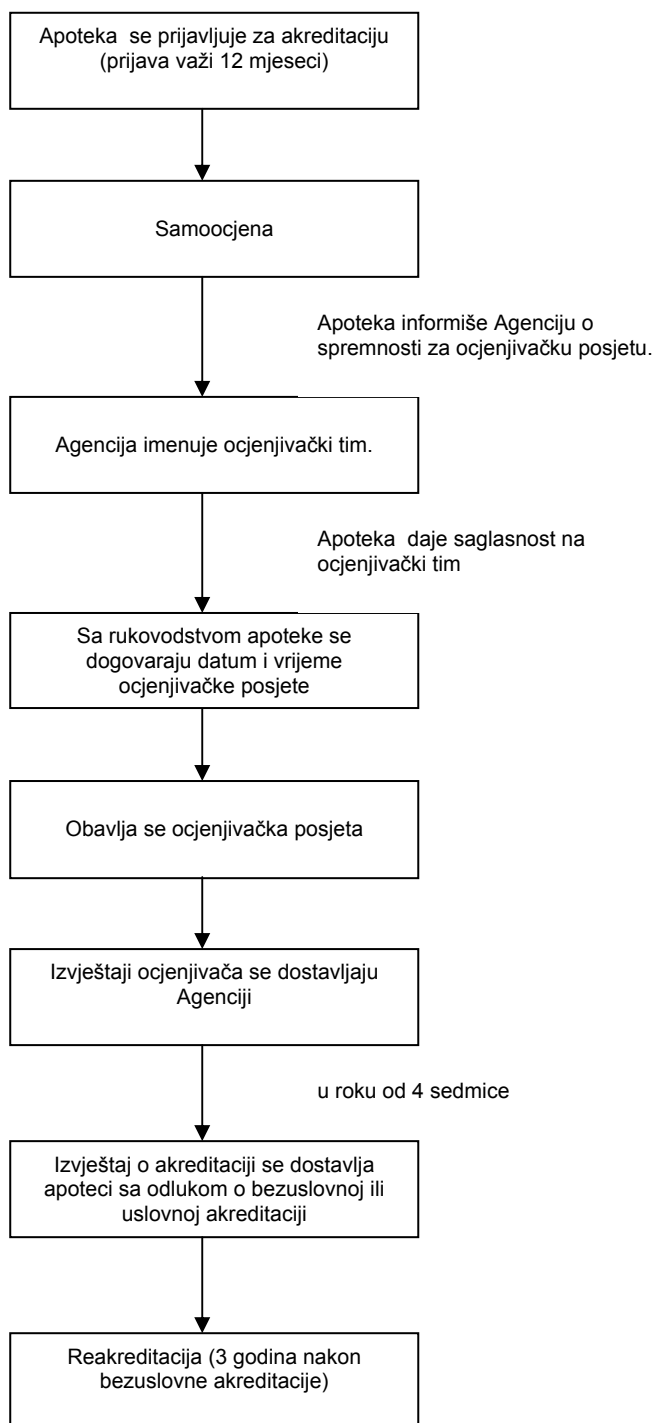 Apoteka  se prijavljuje za akreditaciju
(prijava važi 12 mjeseci)
Samoocjena
Apoteka informiše Agenciju o
spremnosti za ocjenjivačku posjetu.
Agencija imenuje ocjenjivački tim.
Apoteka  daje saglasnost na
ocjenjivački tim
Sa rukovodstvom apoteke se
dogovaraju datum i vrijeme
ocjenjivačke posjete
Obavlja se ocjenjivačka posjeta
Izvještaji ocjenjivača se dostavljaju
Agenciji
u roku od 4 sedmice
Izvještaj o akreditaciji se dostavlja
apoteci sa odlukom o bezuslovnoj ili
uslovnoj akreditaciji
Reakreditacija (3 godina nakon
bezuslovne akreditacije)